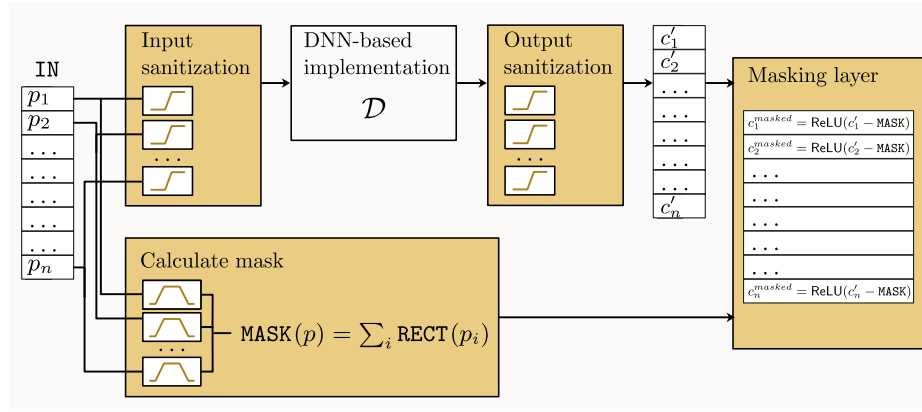 IN
p1
p2
...
...
...
...
...
pn
Input
sanitization
...
DNN-based
implementation
𝒟
Output
sanitization
...
c′1
c′2
...
...
...
...
...
c′n
Masking layer
c1^masked = ReLU(c′1 − MASK)
c2^masked = ReLU(c′2 − MASK)
...
...
...
...
...
cn^masked = ReLU(c′n − MASK)
Calculate mask
...
MASK(p) = ∑i RECT(pi)